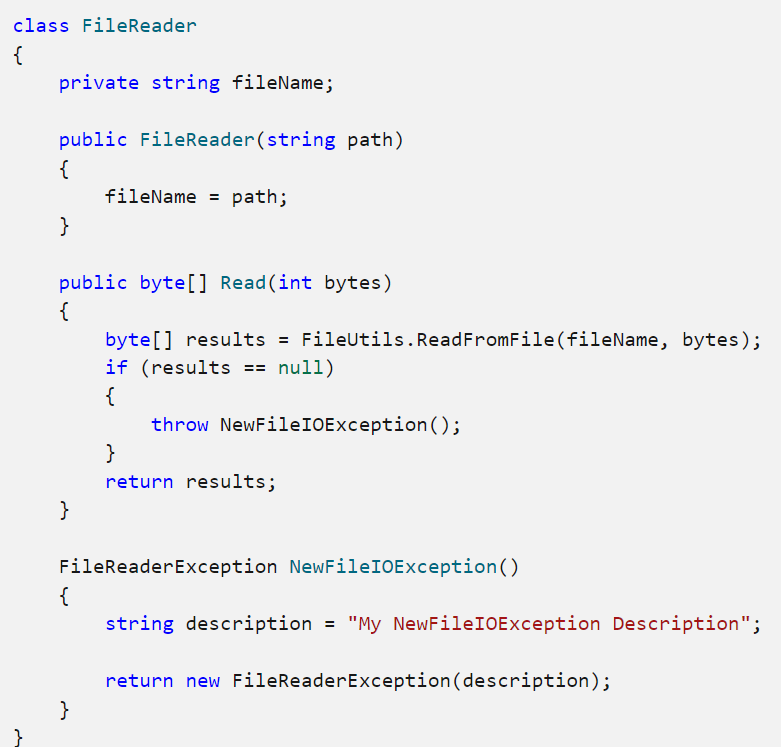 class FileReader
{
    private string fileName;

    public FileReader(string path)
    {
        fileName = path;
    }

    public byte[] Read(int bytes)
    {
        byte[] results = FileUtils.ReadFromFile(fileName, bytes);
        if (results == null)
        {
            throw NewFileIOException();
        }
        return results;
    }

    FileReaderException NewFileIOException()
    {
        string description = "My NewFileIOException Description";

        return new FileReaderException(description);
    }
}